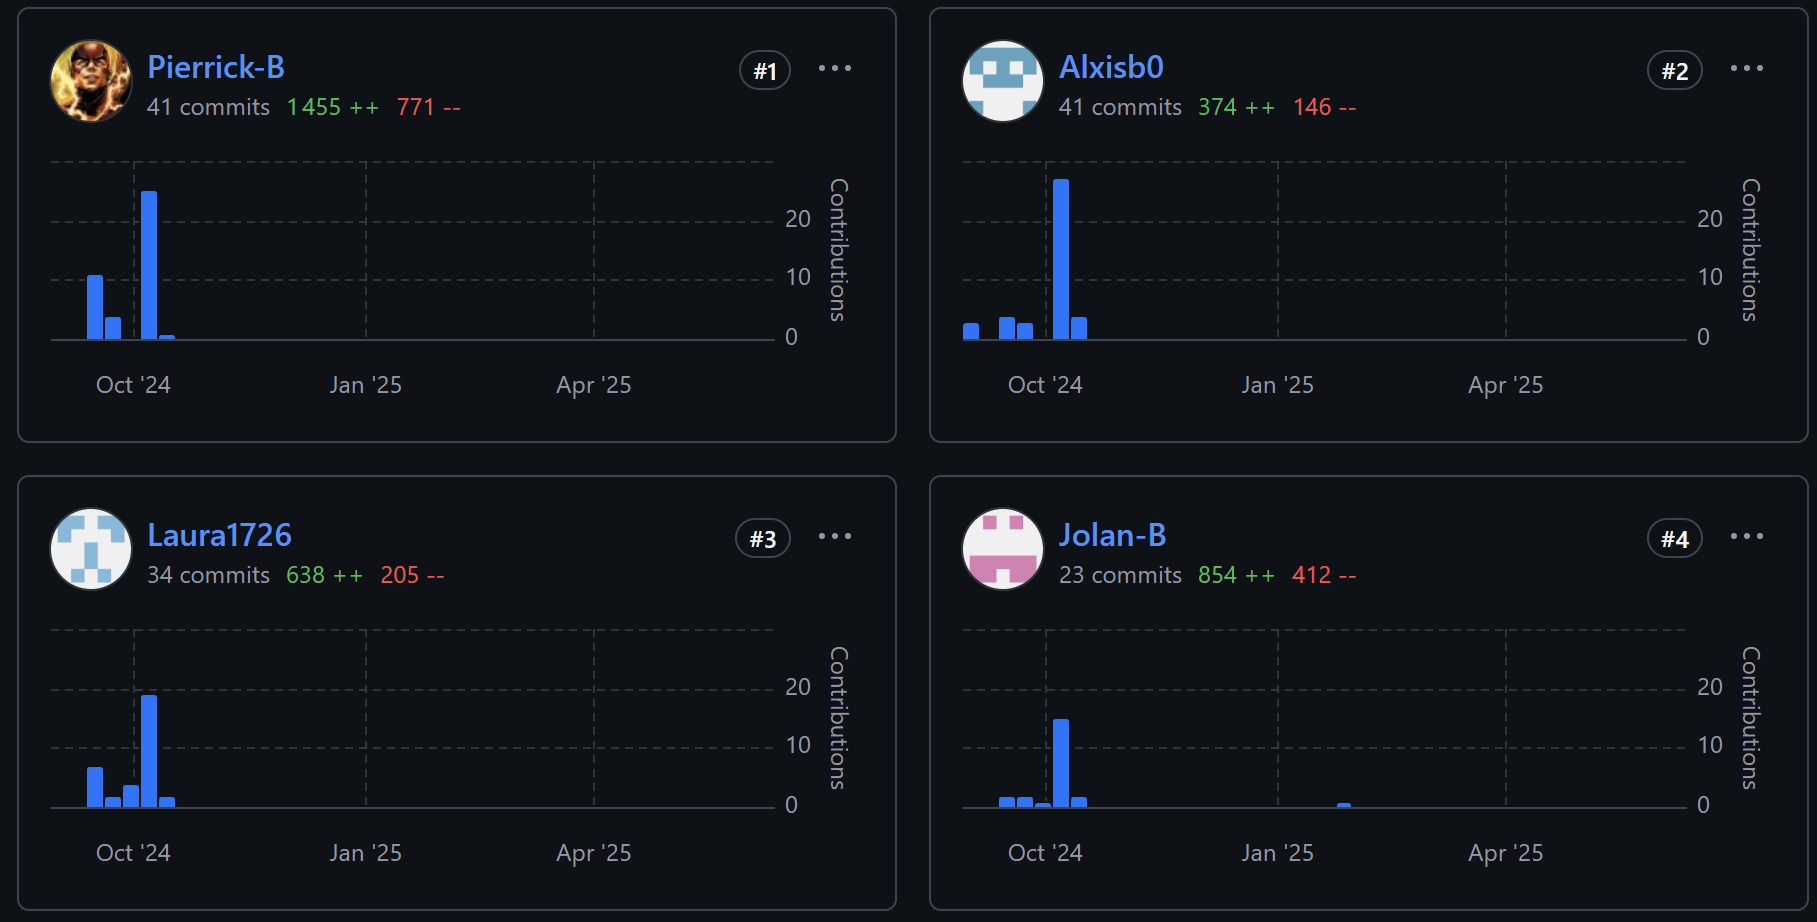 Pierrick-B
#1
41 commits 1 455 ++ 771 --
20
10
0
Contributions
Oct '24 Jan '25 Apr '25
Alxisb0
#2
41 commits 374 ++ 146 --
20
10
0
Contributions
Oct '24 Jan '25 Apr '25
Laura1726
#3
34 commits 638 ++ 205 --
20
10
0
Contributions
Oct '24 Jan '25 Apr '25
Jolan-B
#4
23 commits 854 ++ 412 --
20
10
0
Contributions
Oct '24 Jan '25 Apr '25